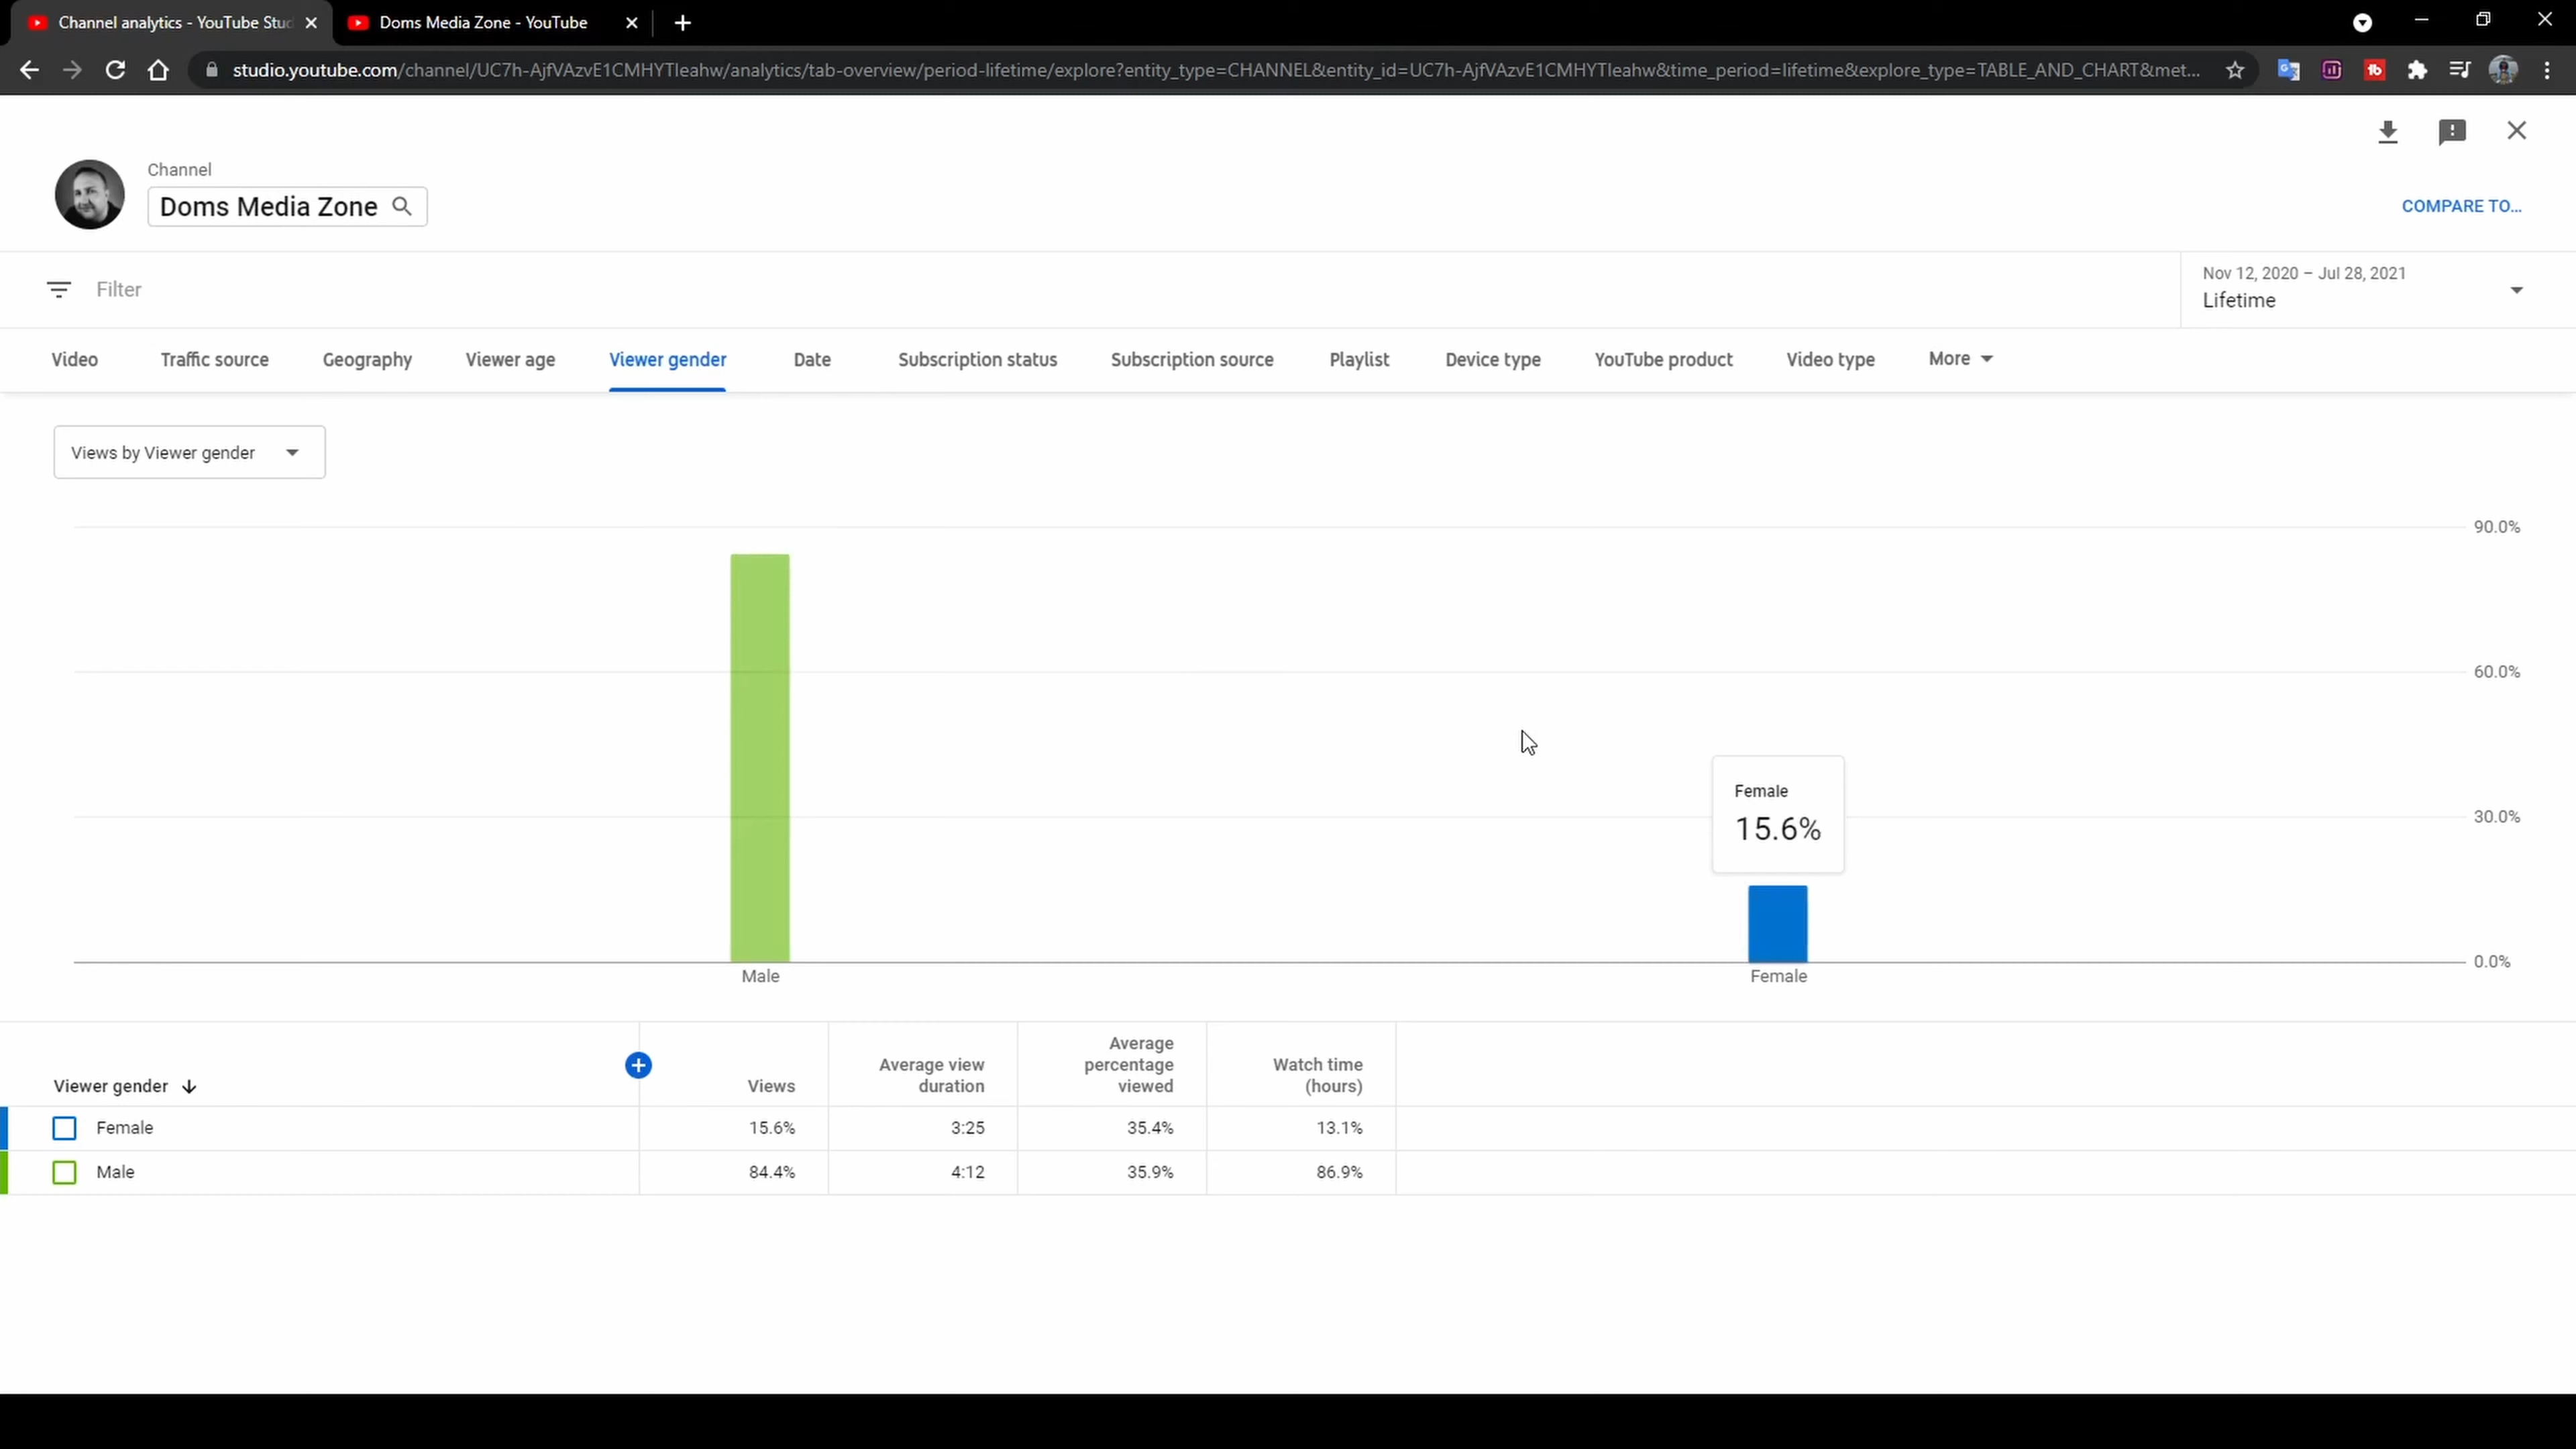 Channel analytics - YouTube Stud
Doms Media Zone - YouTube
studio.youtube.com/channel/UC7h-AjfVAzvE1CMHYTIeahw/analytics/tab-overview/period-lifetime/explore?entity_type=CHANNEL&entity_id=UC7h-AjfVAzvE1CMHYTIeahw&time_period=lifetime&explore_type=TABLE_AND_CHART&met...
Channel
Doms Media Zone
COMPARE TO...
Filter
Nov 12, 2020 – Jul 28, 2021
Lifetime
Video Traffic source Geography Viewer age Viewer gender Date Subscription status Subscription source Playlist Device type YouTube product Video type More
Views by Viewer gender
90.0%
60.0%
30.0%
0.0%
Female
15.6%
Male Female
Viewer gender
Views
Average view
duration
Average
percentage
viewed
Watch time
(hours)
Female 15.6% 3:25 35.4% 13.1%
Male 84.4% 4:12 35.9% 86.9%